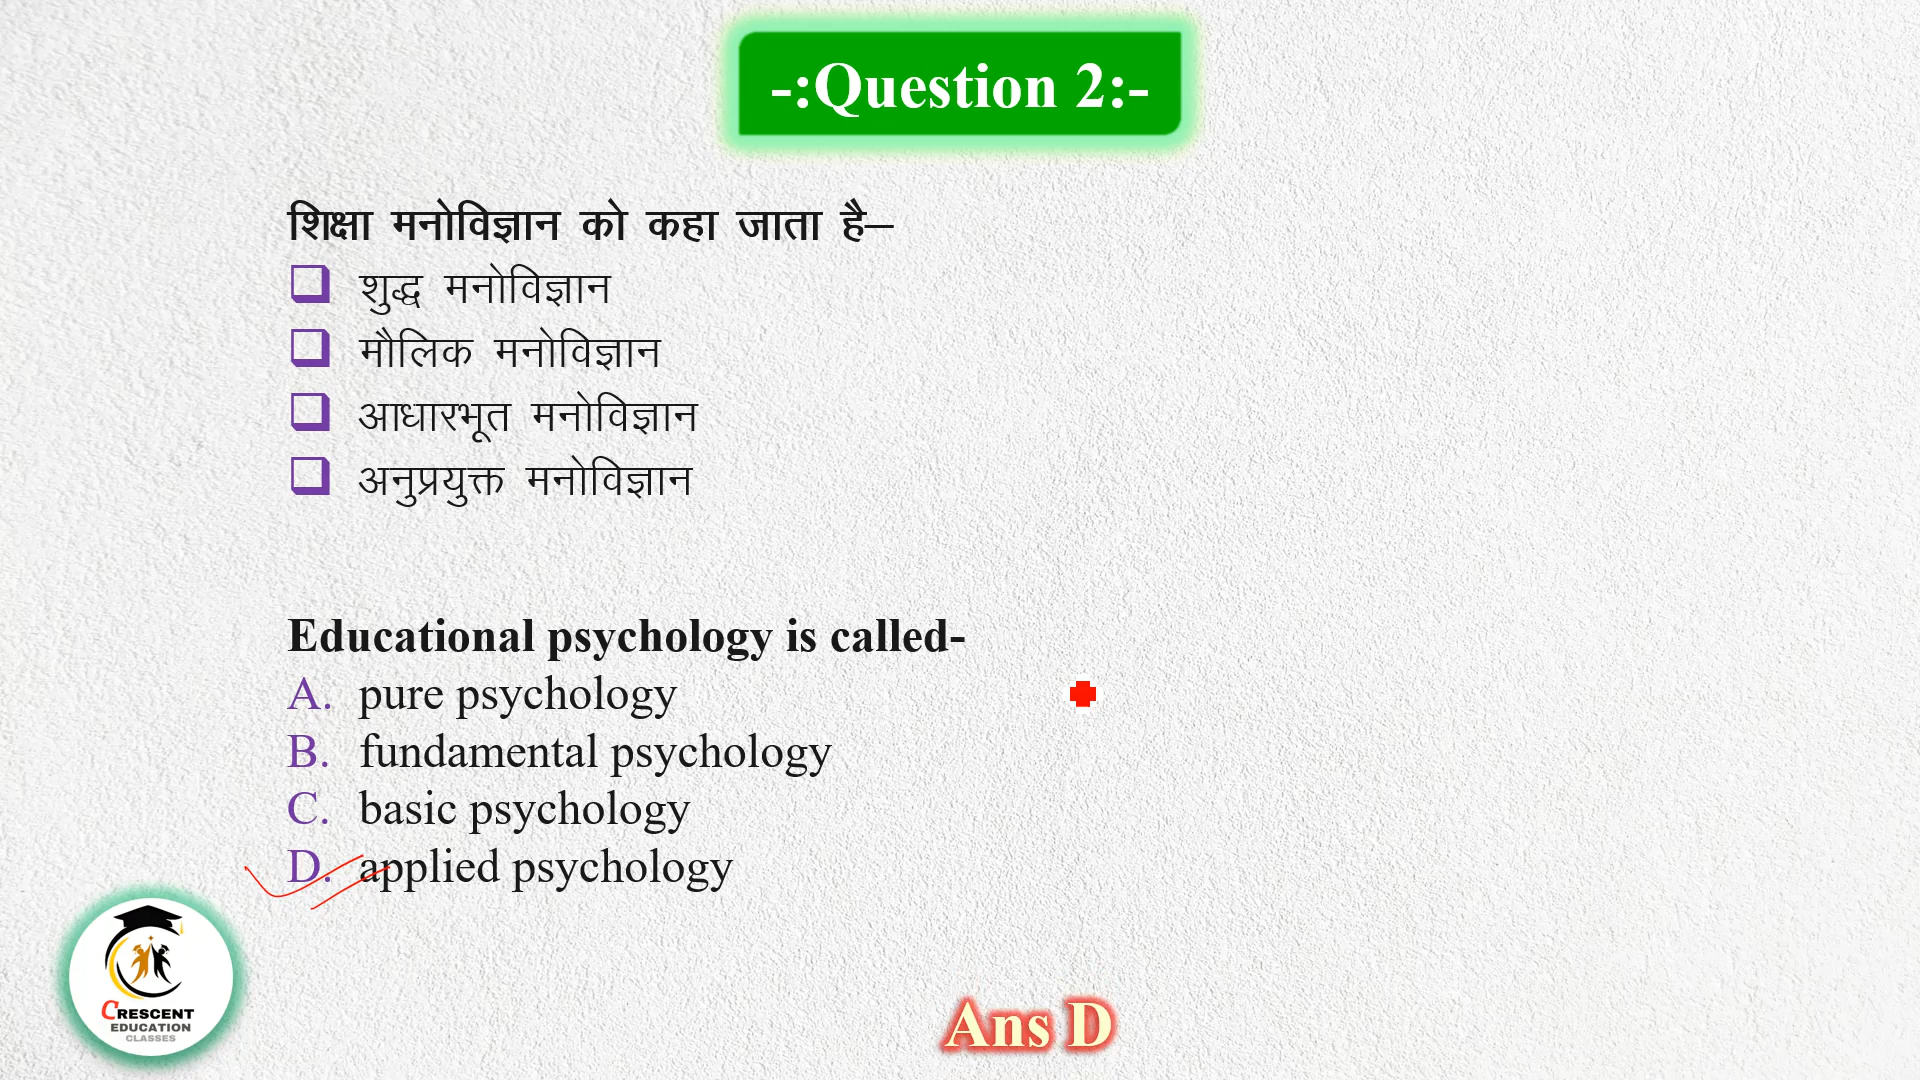 -:Question 2:-
शिक्षा मनोविज्ञान को कहा जाता है–
शुद्ध मनोविज्ञान
मौलिक मनोविज्ञान
आधारभूत मनोविज्ञान
अनुप्रयुक्त मनोविज्ञान
Educational psychology is called-
A. pure psychology
B. fundamental psychology
C. basic psychology
D. applied psychology
CRESCENT
EDUCATION
CLASSES
Ans D